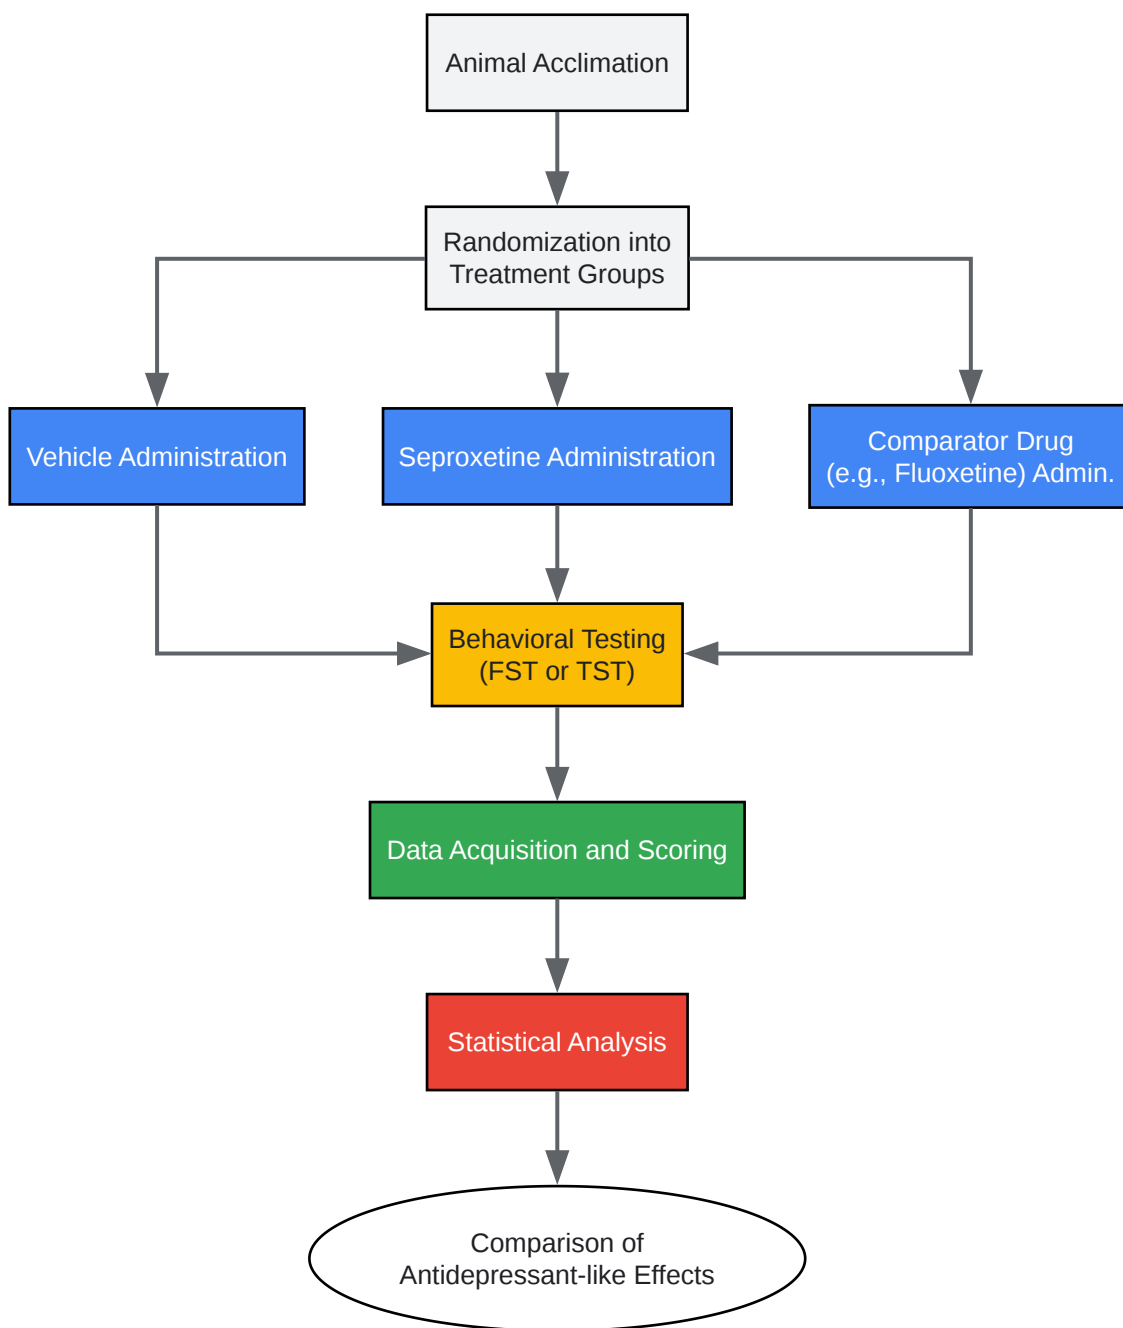 Animal Acclimation
Randomization into
Treatment Groups
Vehicle Administration
Seproxetine Administration
Comparator Drug
(e.g., Fluoxetine) Admin.
Behavioral Testing
(FST or TST)
Data Acquisition and Scoring
Statistical Analysis
Comparison of
Antidepressant-like Effects